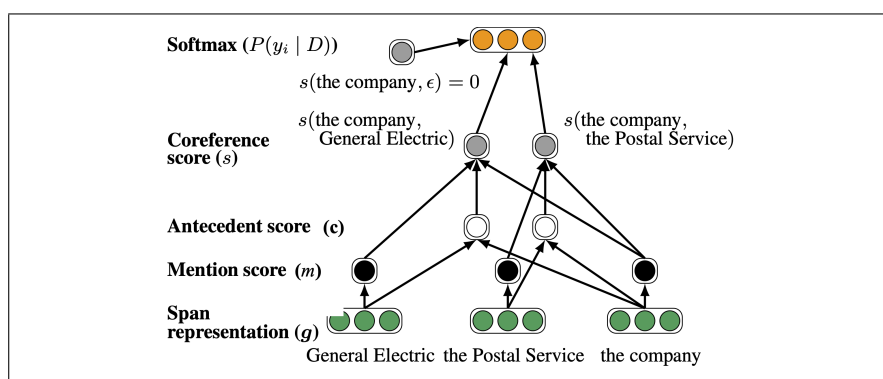 Softmax (P(yᵢ | D))
s(the company, ϵ) = 0
s(the company,
General Electric)
s(the company,
the Postal Service)
Coreference
score (s)
Antecedent score (c)
Mention score (m)
Span
representation (g)
General Electric the Postal Service the company